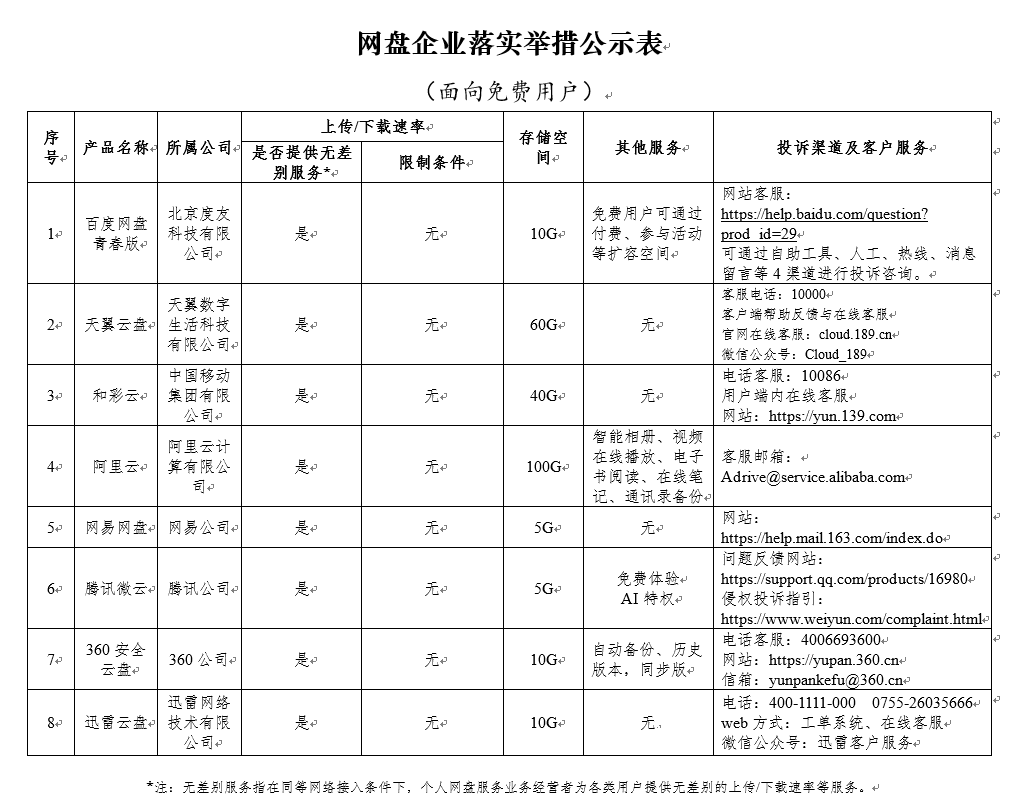 网盘企业落实举措公示表
（面向免费用户）
序号 产品名称 所属公司 上传/下载速率 存储空间 其他服务 投诉渠道及客户服务
是否提供无差别服务* 限制条件
1 百度网盘青春版 北京度友科技有限公司 是 无 10G 免费用户可通过付费、参与活动等扩容空间 网站客服：
https://help.baidu.com/question?
prod_id=29
可通过自助工具、人工、热线、消息
留言等 4 渠道进行投诉咨询。
2 天翼云盘 天翼数字生活科技有限公司 是 无 60G 无 客服电话：10000
客户端帮助反馈与在线客服
官网在线客服：cloud.189.cn
微信公众号：Cloud_189
3 和彩云 中国移动集团有限公司 是 无 40G 无 电话客服：10086
用户端内在线客服
网站：https://yun.139.com
4 阿里云 阿里云计算有限公司 是 无 100G 智能相册、视频在线播放、电子书阅读、在线笔记、通讯录备份 客服邮箱：
Adrive@service.alibaba.com
5 网易网盘 网易公司 是 无 5G 无 网站：
https://help.mail.163.com/index.do
6 腾讯微云 腾讯公司 是 无 5G 免费体验 AI 特权 问题反馈网站：
https://support.qq.com/products/16980
侵权投诉指引：
https://www.weiyun.com/complaint.html
7 360 安全云盘 360 公司 是 无 10G 自动备份、历史版本，同步版 电话客服：4006693600
网站：https://yupan.360.cn
信箱：yunpankefu@360.cn
8 迅雷云盘 迅雷网络技术有限公司 是 无 10G 无 电话：400-1111-000 0755-26035666
web 方式：工单系统、在线客服
微信公众号：迅雷客户服务
*注：无差别服务指在同等网络接入条件下，个人网盘服务业务经营者为各类用户提供无差别的上传/下载速率等服务。